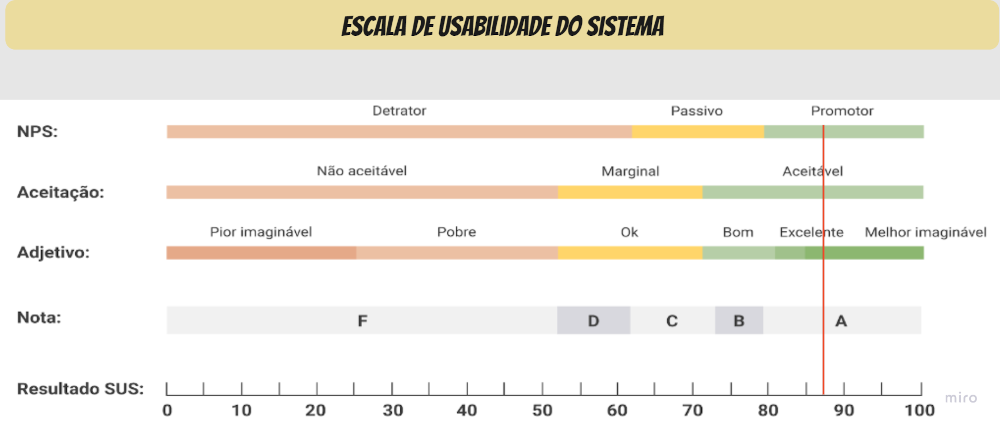 ESCALA DE USABILIDADE DO SISTEMA
Detrator Passivo Promotor
NPS:
Não aceitável Marginal Aceitável
Aceitação:
Pior imaginável Pobre Ok Bom Excelente Melhor imaginável
Adjetivo:
Nota: F D C B A
Resultado SUS:
0 10 20 30 40 50 60 70 80 90 100
miro